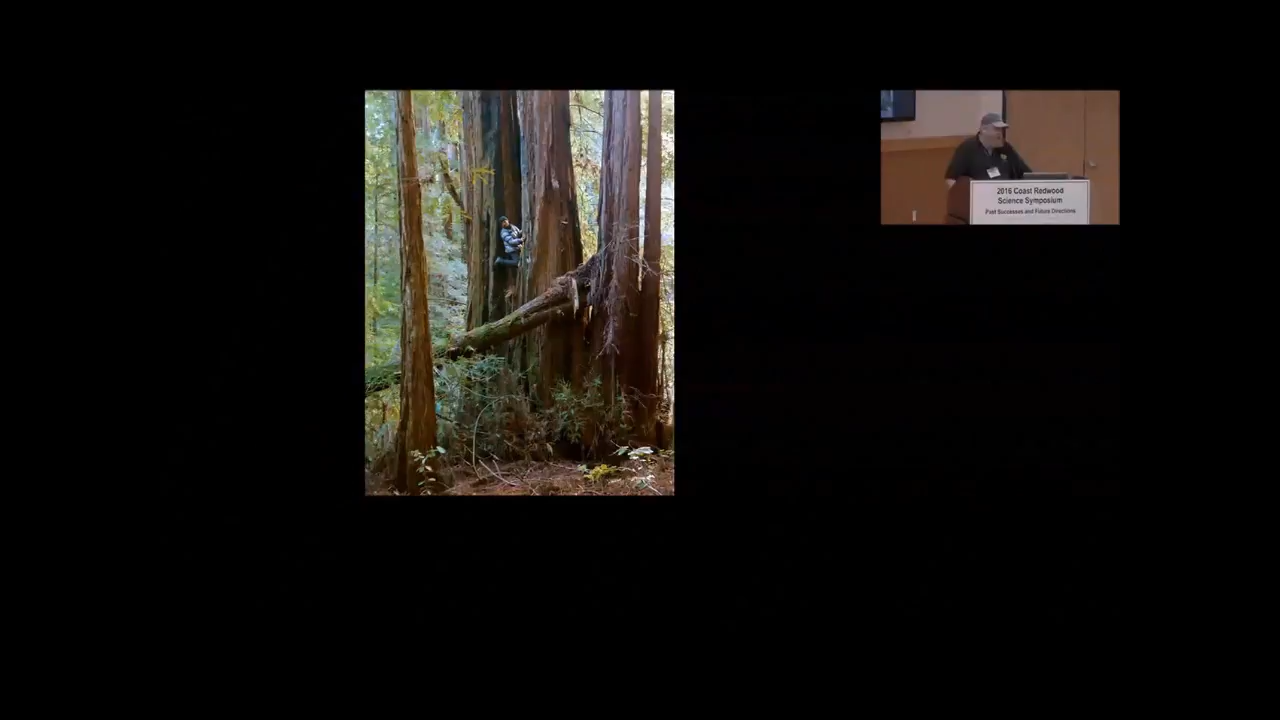 2016 Coast Redwood
Science Symposium
Past Successes and Future Directions